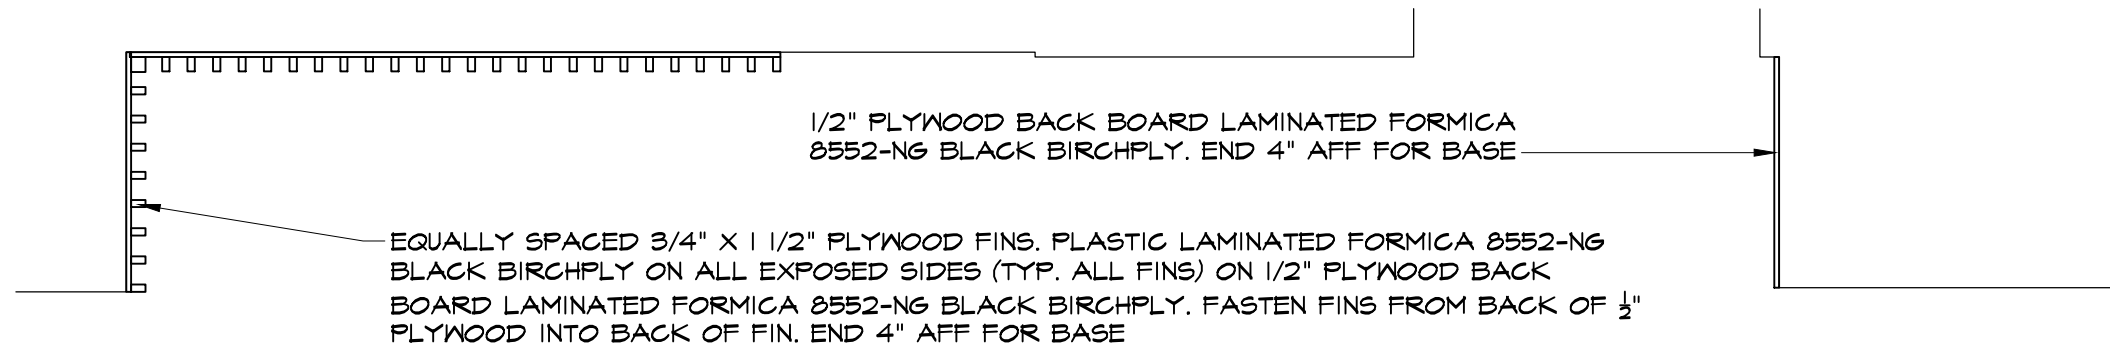 1/2" PLYWOOD BACK BOARD LAMINATED FORMICA
8552-NG BLACK BIRCHPLY. END 4" AFF FOR BASE
EQUALLY SPACED 3/4" X 1 1/2" PLYWOOD FINS. PLASTIC LAMINATED FORMICA 8552-NG
BLACK BIRCHPLY ON ALL EXPOSED SIDES (TYP. ALL FINS) ON 1/2" PLYWOOD BACK
BOARD LAMINATED FORMICA 8552-NG BLACK BIRCHPLY. FASTEN FINS FROM BACK OF ½"
PLYWOOD INTO BACK OF FIN. END 4" AFF FOR BASE